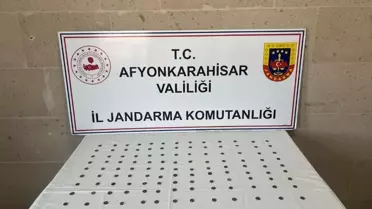 T.C.
AFYONKARAHİSAR
VALİLİĞİ
İL JANDARMA KOMUTANLIĞI